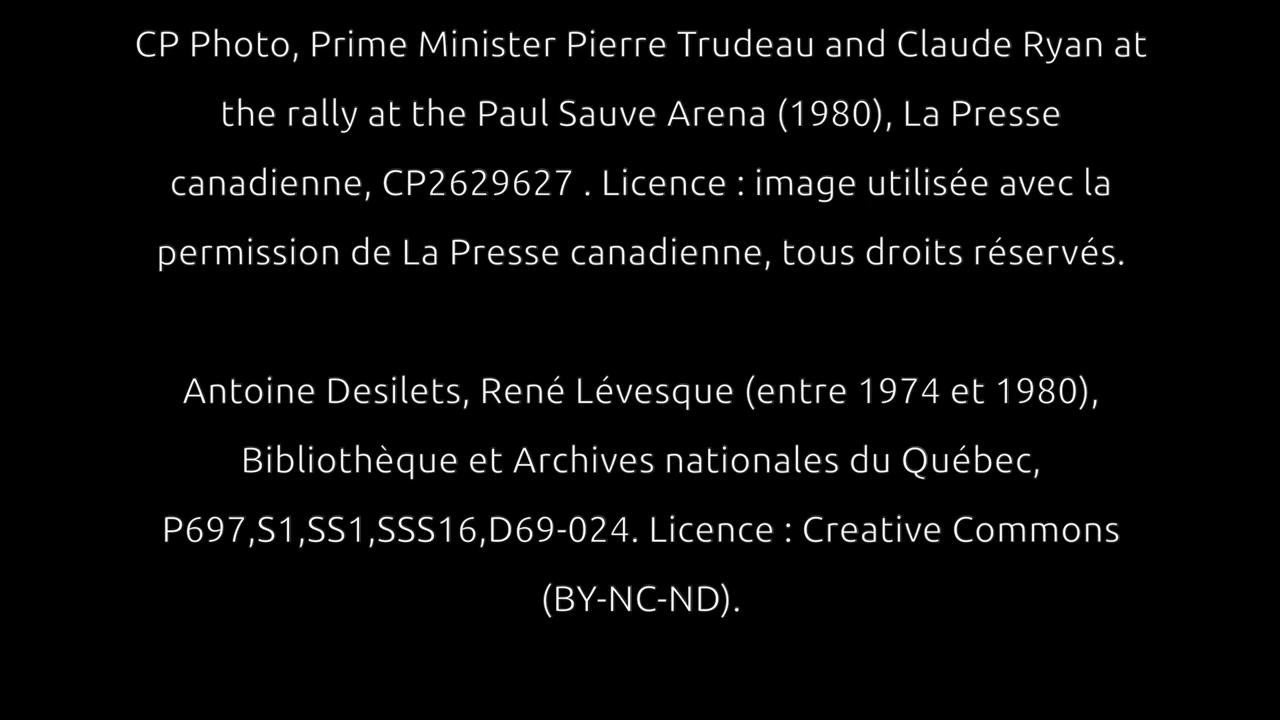 CP Photo, Prime Minister Pierre Trudeau and Claude Ryan at
the rally at the Paul Sauve Arena (1980), La Presse
canadienne, CP2629627 . Licence : image utilisée avec la
permission de La Presse canadienne, tous droits réservés.
Antoine Desilets, René Lévesque (entre 1974 et 1980),
Bibliothèque et Archives nationales du Québec,
P697,S1,SS1,SSS16,D69-024. Licence : Creative Commons
(BY-NC-ND).